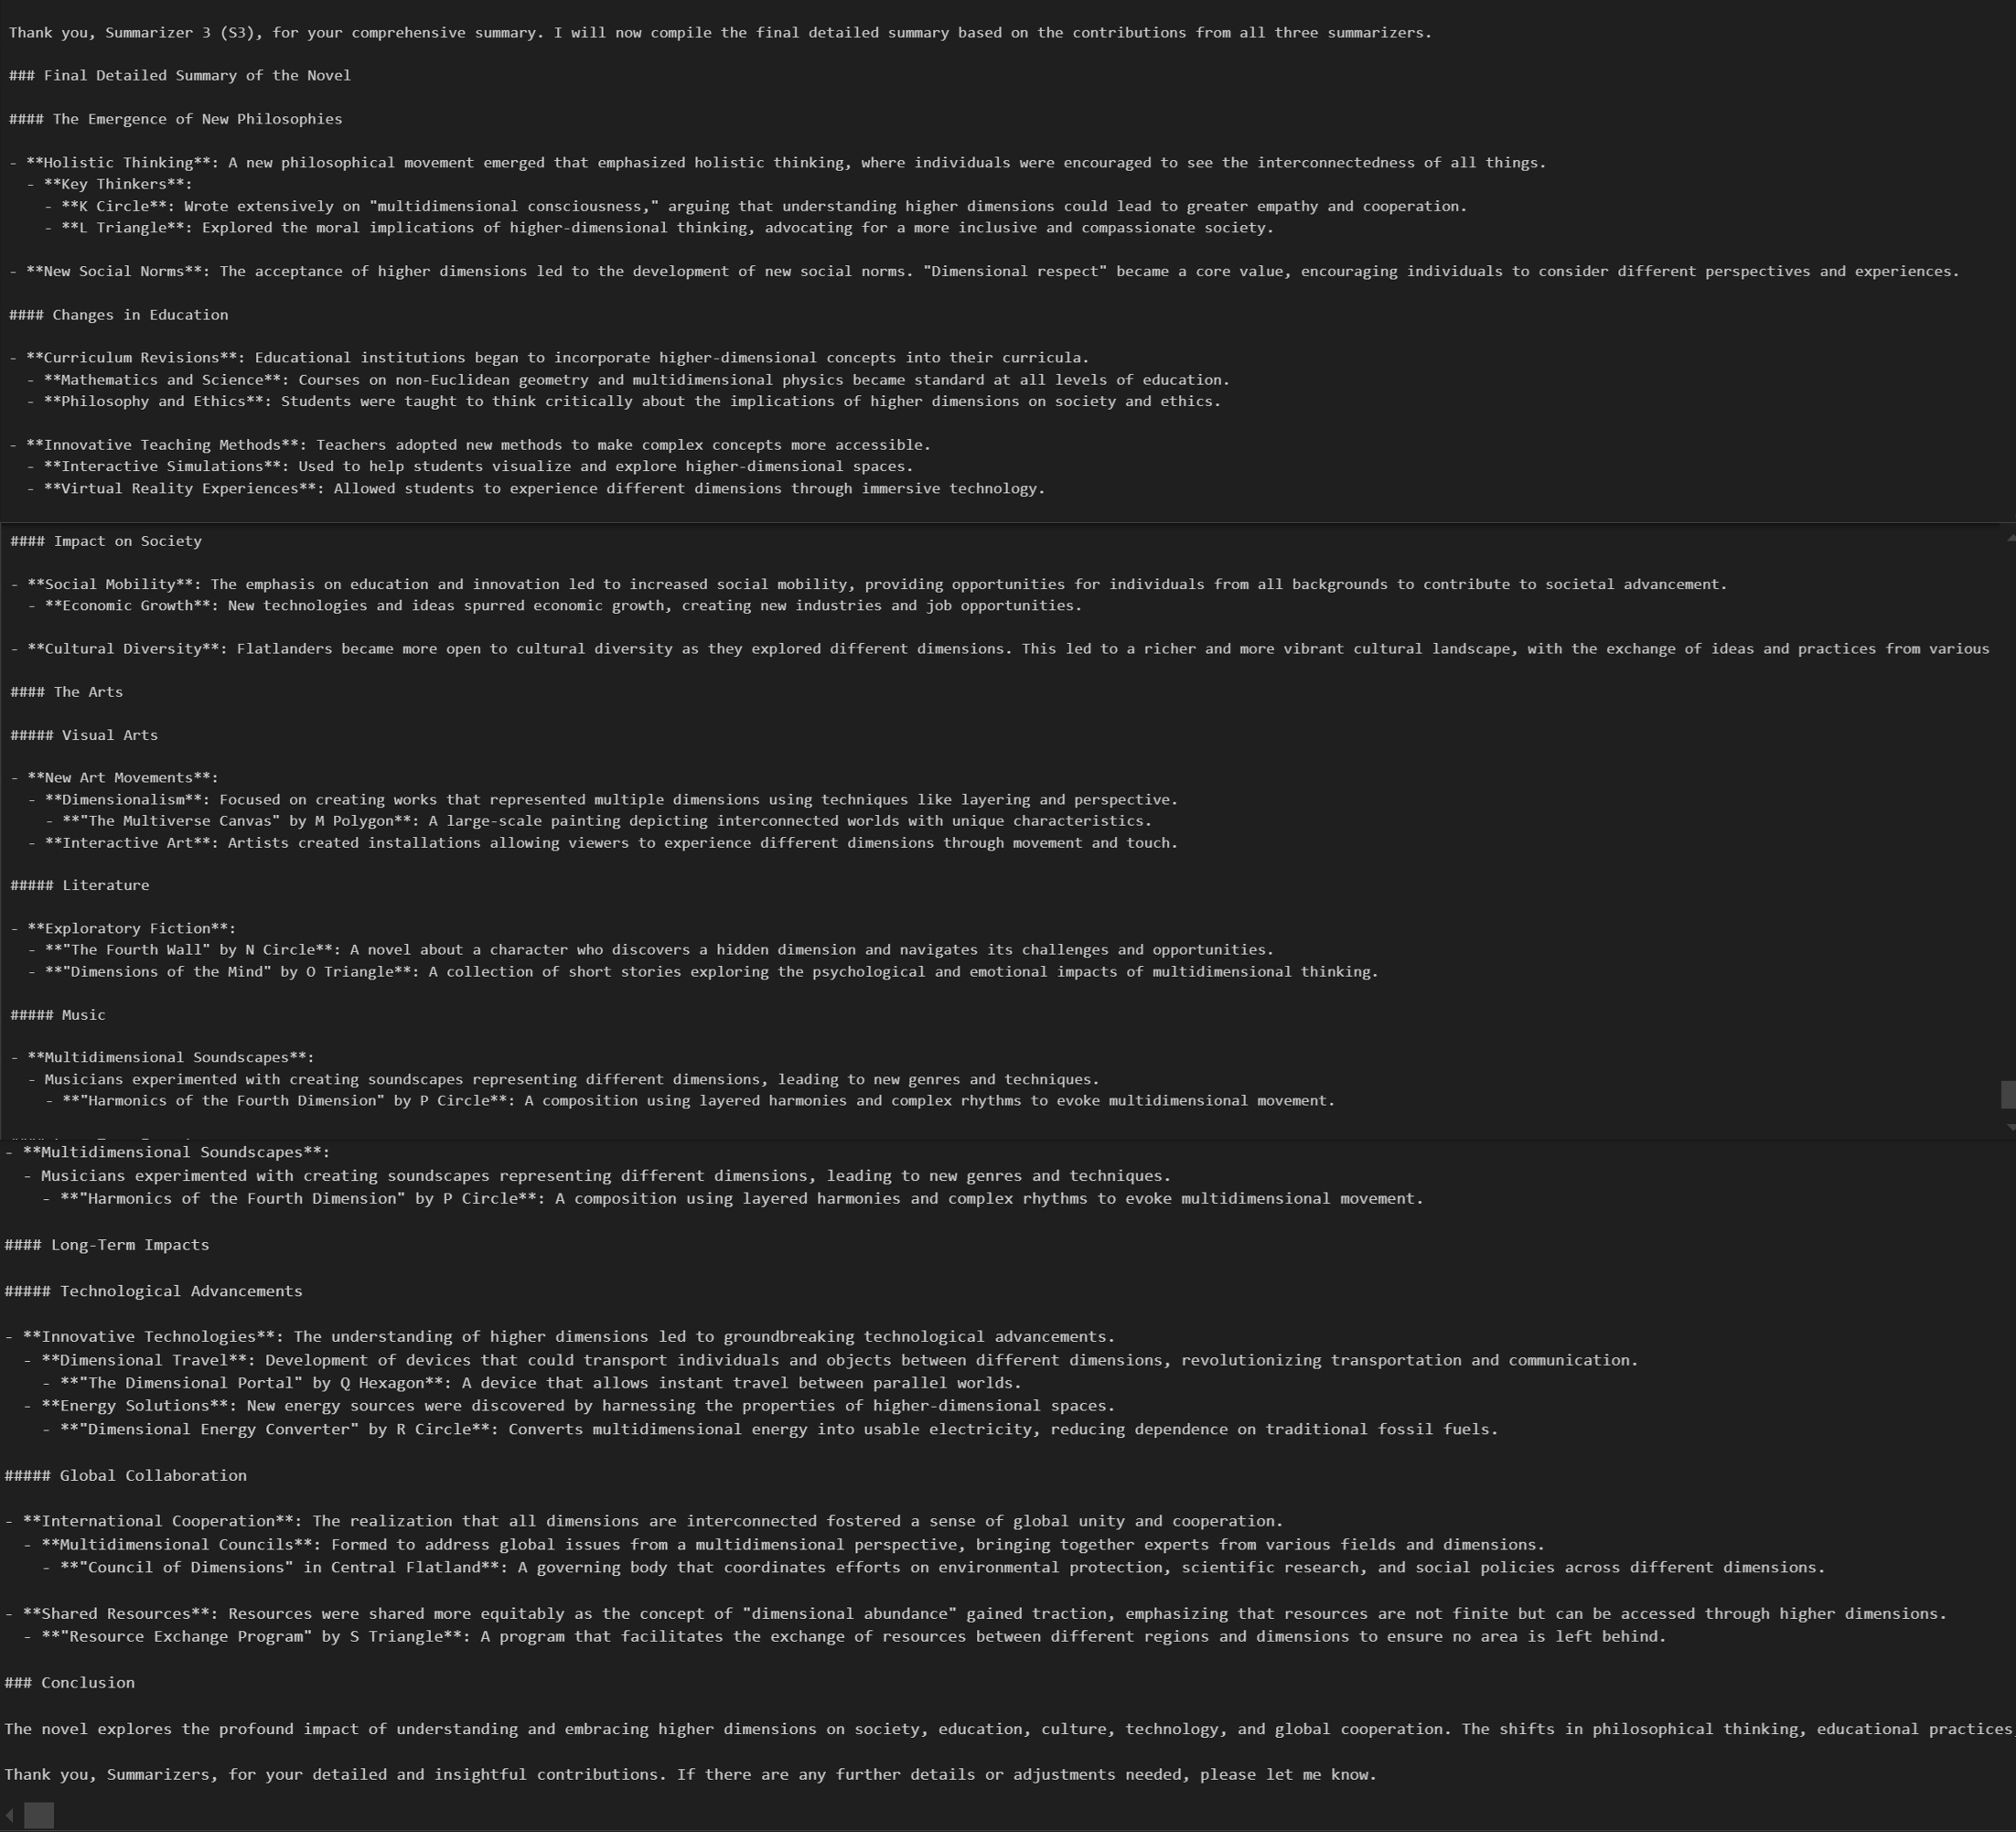 Thank you, Summarizer 3 (S3), for your comprehensive summary. I will now compile the final detailed summary based on the contributions from all three summarizers.
### Final Detailed Summary of the Novel
#### The Emergence of New Philosophies
- **Holistic Thinking**: A new philosophical movement emerged that emphasized holistic thinking, where individuals were encouraged to see the interconnectedness of all things.
- **Key Thinkers**:
- **K Circle**: Wrote extensively on "multidimensional consciousness," arguing that understanding higher dimensions could lead to greater empathy and cooperation.
- **L Triangle**: Explored the moral implications of higher-dimensional thinking, advocating for a more inclusive and compassionate society.
- **New Social Norms**: The acceptance of higher dimensions led to the development of new social norms. "Dimensional respect" became a core value, encouraging individuals to consider different perspectives and experiences.
#### Changes in Education
- **Curriculum Revisions**: Educational institutions began to incorporate higher-dimensional concepts into their curricula.
- **Mathematics and Science**: Courses on non-Euclidean geometry and multidimensional physics became standard at all levels of education.
- **Philosophy and Ethics**: Students were taught to think critically about the implications of higher dimensions on society and ethics.
- **Innovative Teaching Methods**: Teachers adopted new methods to make complex concepts more accessible.
- **Interactive Simulations**: Used to help students visualize and explore higher-dimensional spaces.
- **Virtual Reality Experiences**: Allowed students to experience different dimensions through immersive technology.
#### Impact on Society
- **Social Mobility**: The emphasis on education and innovation led to increased social mobility, providing opportunities for individuals from all backgrounds to contribute to societal advancement.
- **Economic Growth**: New technologies and ideas spurred economic growth, creating new industries and job opportunities.
- **Cultural Diversity**: Flatlanders became more open to cultural diversity as they explored different dimensions. This led to a richer and more vibrant cultural landscape, with the exchange of ideas and practices from various
#### The Arts
##### Visual Arts
- **New Art Movements**:
- **Dimensionalism**: Focused on creating works that represented multiple dimensions using techniques like layering and perspective.
- **"The Multiverse Canvas" by M Polygon**: A large-scale painting depicting interconnected worlds with unique characteristics.
- **Interactive Art**: Artists created installations allowing viewers to experience different dimensions through movement and touch.
##### Literature
- **Exploratory Fiction**:
- **"The Fourth Wall" by N Circle**: A novel about a character who discovers a hidden dimension and navigates its challenges and opportunities.
- **"Dimensions of the Mind" by O Triangle**: A collection of short stories exploring the psychological and emotional impacts of multidimensional thinking.
##### Music
- **Multidimensional Soundscapes**:
- Musicians experimented with creating soundscapes representing different dimensions, leading to new genres and techniques.
- **"Harmonics of the Fourth Dimension" by P Circle**: A composition using layered harmonies and complex rhythms to evoke multidimensional movement.
- **Multidimensional Soundscapes**:
- Musicians experimented with creating soundscapes representing different dimensions, leading to new genres and techniques.
- **"Harmonics of the Fourth Dimension" by P Circle**: A composition using layered harmonies and complex rhythms to evoke multidimensional movement.
#### Long-Term Impacts
##### Technological Advancements
- **Innovative Technologies**: The understanding of higher dimensions led to groundbreaking technological advancements.
- **Dimensional Travel**: Development of devices that could transport individuals and objects between different dimensions, revolutionizing transportation and communication.
- **"The Dimensional Portal" by Q Hexagon**: A device that allows instant travel between parallel worlds.
- **Energy Solutions**: New energy sources were discovered by harnessing the properties of higher-dimensional spaces.
- **"Dimensional Energy Converter" by R Circle**: Converts multidimensional energy into usable electricity, reducing dependence on traditional fossil fuels.
##### Global Collaboration
- **International Cooperation**: The realization that all dimensions are interconnected fostered a sense of global unity and cooperation.
- **Multidimensional Councils**: Formed to address global issues from a multidimensional perspective, bringing together experts from various fields and dimensions.
- **"Council of Dimensions" in Central Flatland**: A governing body that coordinates efforts on environmental protection, scientific research, and social policies across different dimensions.
- **Shared Resources**: Resources were shared more equitably as the concept of "dimensional abundance" gained traction, emphasizing that resources are not finite but can be accessed through higher dimensions.
- **"Resource Exchange Program" by S Triangle**: A program that facilitates the exchange of resources between different regions and dimensions to ensure no area is left behind.
### Conclusion
The novel explores the profound impact of understanding and embracing higher dimensions on society, education, culture, technology, and global cooperation. The shifts in philosophical thinking, educational practices,
Thank you, Summarizers, for your detailed and insightful contributions. If there are any further details or adjustments needed, please let me know.